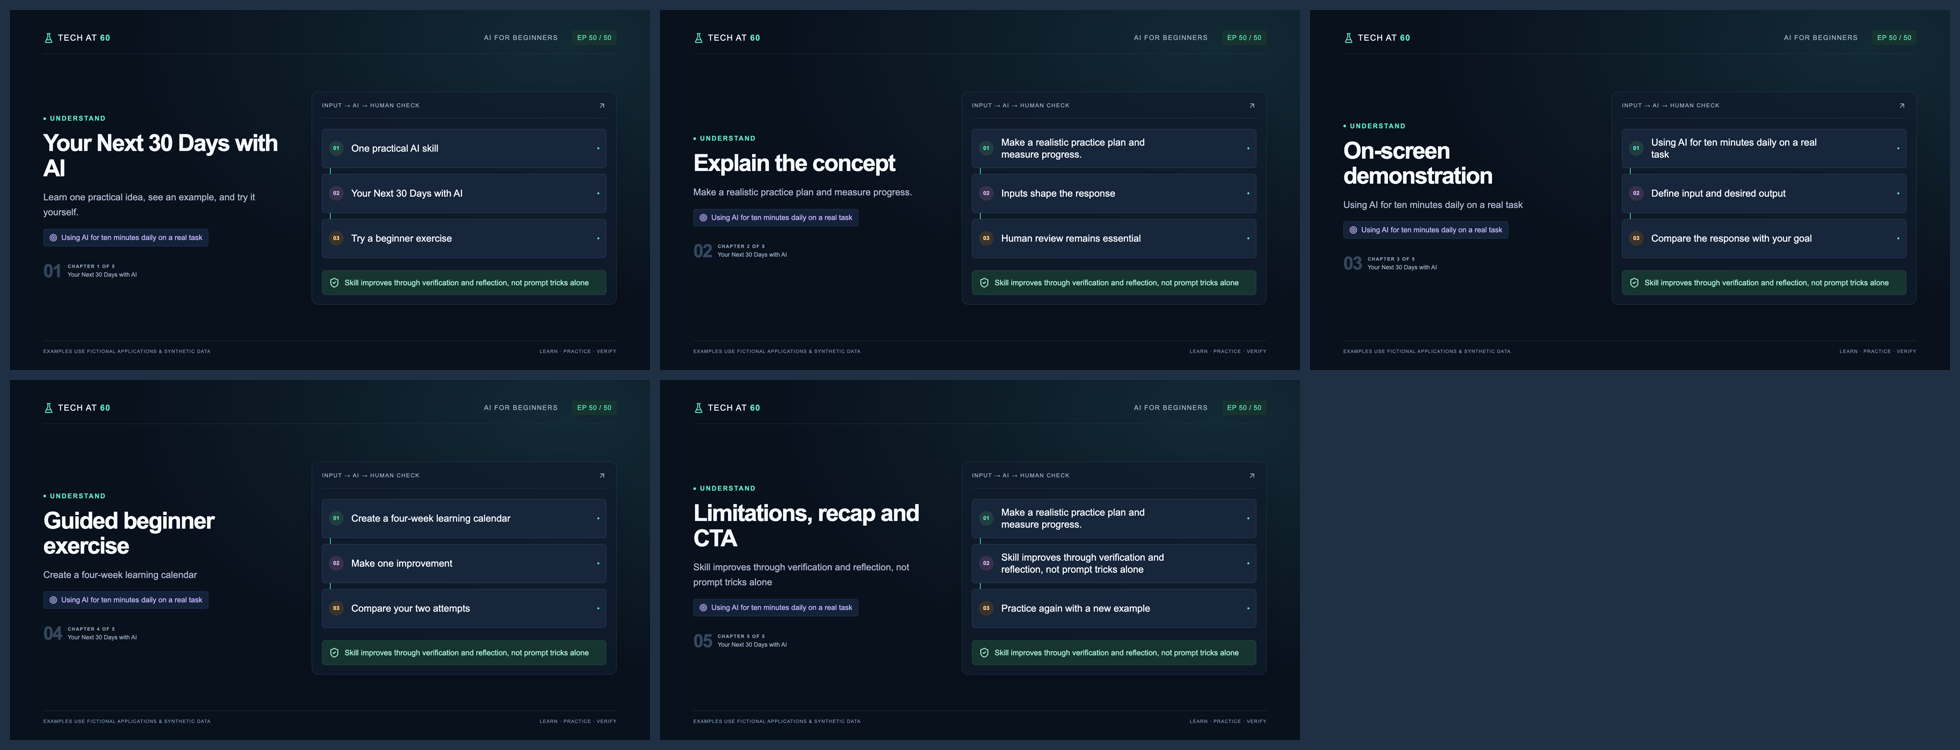 TECH AT 60
AI FOR BEGINNERS
EP 50 / 50
UNDERSTAND
Your Next 30 Days with
AI
Learn one practical idea, see an example, and try it
yourself.
Using AI for ten minutes daily on a real task
01
CHAPTER 1 OF 5
Your Next 30 Days with AI
INPUT → AI → HUMAN CHECK
01
One practical AI skill
02
Your Next 30 Days with AI
03
Try a beginner exercise
Skill improves through verification and reflection, not prompt tricks alone
EXAMPLES USE FICTIONAL APPLICATIONS & SYNTHETIC DATA
LEARN · PRACTICE · VERIFY
TECH AT 60
AI FOR BEGINNERS
EP 50 / 50
UNDERSTAND
Explain the concept
Make a realistic practice plan and measure progress.
Using AI for ten minutes daily on a real task
02
CHAPTER 2 OF 5
Your Next 30 Days with AI
INPUT → AI → HUMAN CHECK
01
Make a realistic practice plan and
measure progress.
02
Inputs shape the response
03
Human review remains essential
Skill improves through verification and reflection, not prompt tricks alone
EXAMPLES USE FICTIONAL APPLICATIONS & SYNTHETIC DATA
LEARN · PRACTICE · VERIFY
TECH AT 60
AI FOR BEGINNERS
EP 50 / 50
UNDERSTAND
On-screen
demonstration
Using AI for ten minutes daily on a real task
Using AI for ten minutes daily on a real task
03
CHAPTER 3 OF 5
Your Next 30 Days with AI
INPUT → AI → HUMAN CHECK
01
Using AI for ten minutes daily on a real
task
02
Define input and desired output
03
Compare the response with your goal
Skill improves through verification and reflection, not prompt tricks alone
EXAMPLES USE FICTIONAL APPLICATIONS & SYNTHETIC DATA
LEARN · PRACTICE · VERIFY
TECH AT 60
AI FOR BEGINNERS
EP 50 / 50
UNDERSTAND
Guided beginner
exercise
Create a four-week learning calendar
Using AI for ten minutes daily on a real task
04
CHAPTER 4 OF 5
Your Next 30 Days with AI
INPUT → AI → HUMAN CHECK
01
Create a four-week learning calendar
02
Make one improvement
03
Compare your two attempts
Skill improves through verification and reflection, not prompt tricks alone
EXAMPLES USE FICTIONAL APPLICATIONS & SYNTHETIC DATA
LEARN · PRACTICE · VERIFY
TECH AT 60
AI FOR BEGINNERS
EP 50 / 50
UNDERSTAND
Limitations, recap and
CTA
Skill improves through verification and reflection, not
prompt tricks alone
Using AI for ten minutes daily on a real task
05
CHAPTER 5 OF 5
Your Next 30 Days with AI
INPUT → AI → HUMAN CHECK
01
Make a realistic practice plan and
measure progress.
02
Skill improves through verification and
reflection, not prompt tricks alone
03
Practice again with a new example
Skill improves through verification and reflection, not prompt tricks alone
EXAMPLES USE FICTIONAL APPLICATIONS & SYNTHETIC DATA
LEARN · PRACTICE · VERIFY